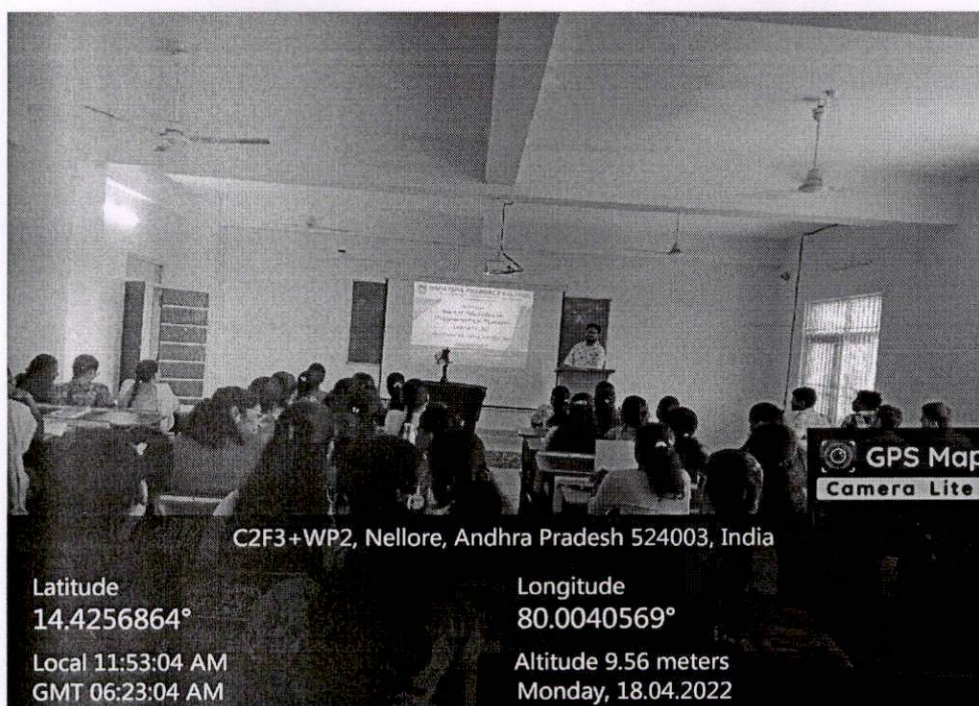 GPS Map
Camera Lite
C2F3+WP2, Nellore, Andhra Pradesh 524003, India
Latitude
14.4256864°
Longitude
80.0040569°
Local 11:53:04 AM
GMT 06:23:04 AM
Altitude 9.56 meters
Monday, 18.04.2022